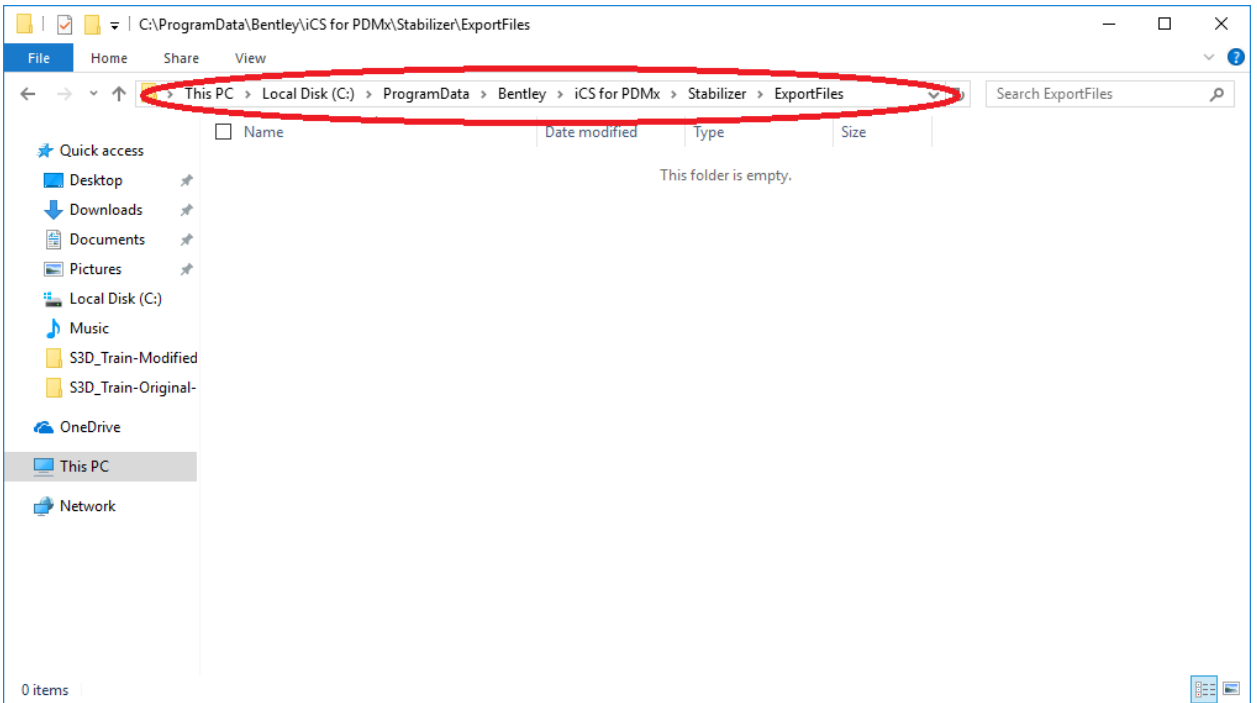 C:\ProgramData\Bentley\iCS for PDMx\Stabilizer\ExportFiles
File Home Share View
This PC > Local Disk (C:) > ProgramData > Bentley > iCS for PDMx > Stabilizer > ExportFiles
Search ExportFiles
Name Date modified Type Size
This folder is empty.
Quick access
Desktop
Downloads
Documents
Pictures
Local Disk (C:)
Music
S3D_Train-Modified
S3D_Train-Original-
OneDrive
This PC
Network
0 items